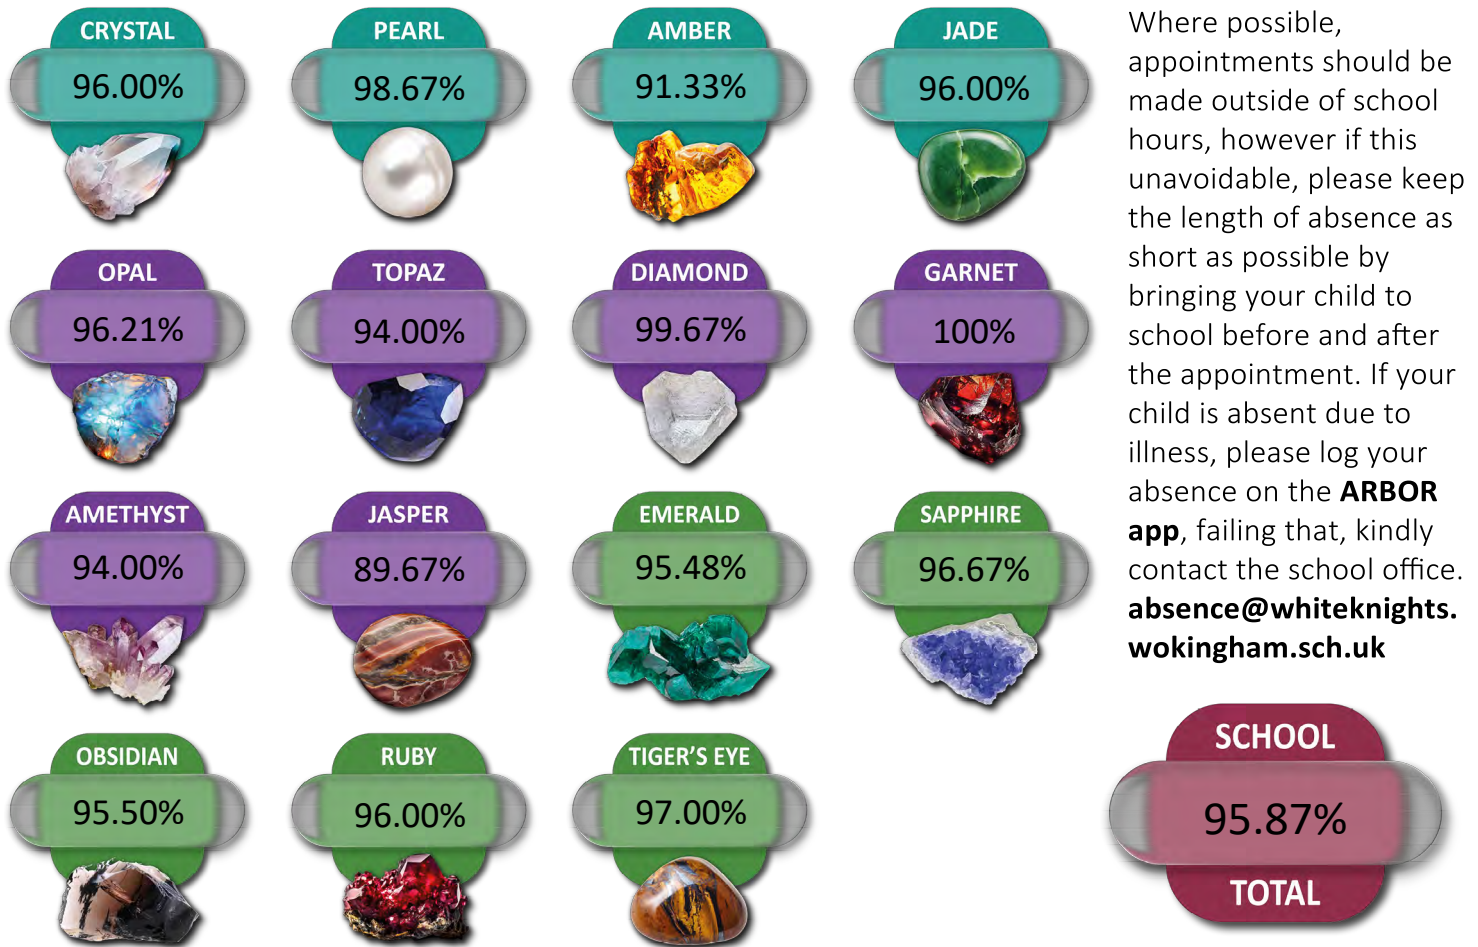 CRYSTAL
96.00%
PEARL
98.67%
AMBER
91.33%
JADE
96.00%
OPAL
96.21%
TOPAZ
94.00%
DIAMOND
99.67%
GARNET
100%
AMETHYST
94.00%
JASPER
89.67%
EMERALD
95.48%
SAPPHIRE
96.67%
OBSIDIAN
95.50%
RUBY
96.00%
TIGER'S EYE
97.00%
Where possible,
appointments should be
made outside of school
hours, however if this
unavoidable, please keep
the length of absence as
short as possible by
bringing your child to
school before and after
the appointment. If your
child is absent due to
illness, please log your
absence on the ARBOR
app, failing that, kindly
contact the school office.
absence@whiteknights.
wokingham.sch.uk
SCHOOL
95.87%
TOTAL